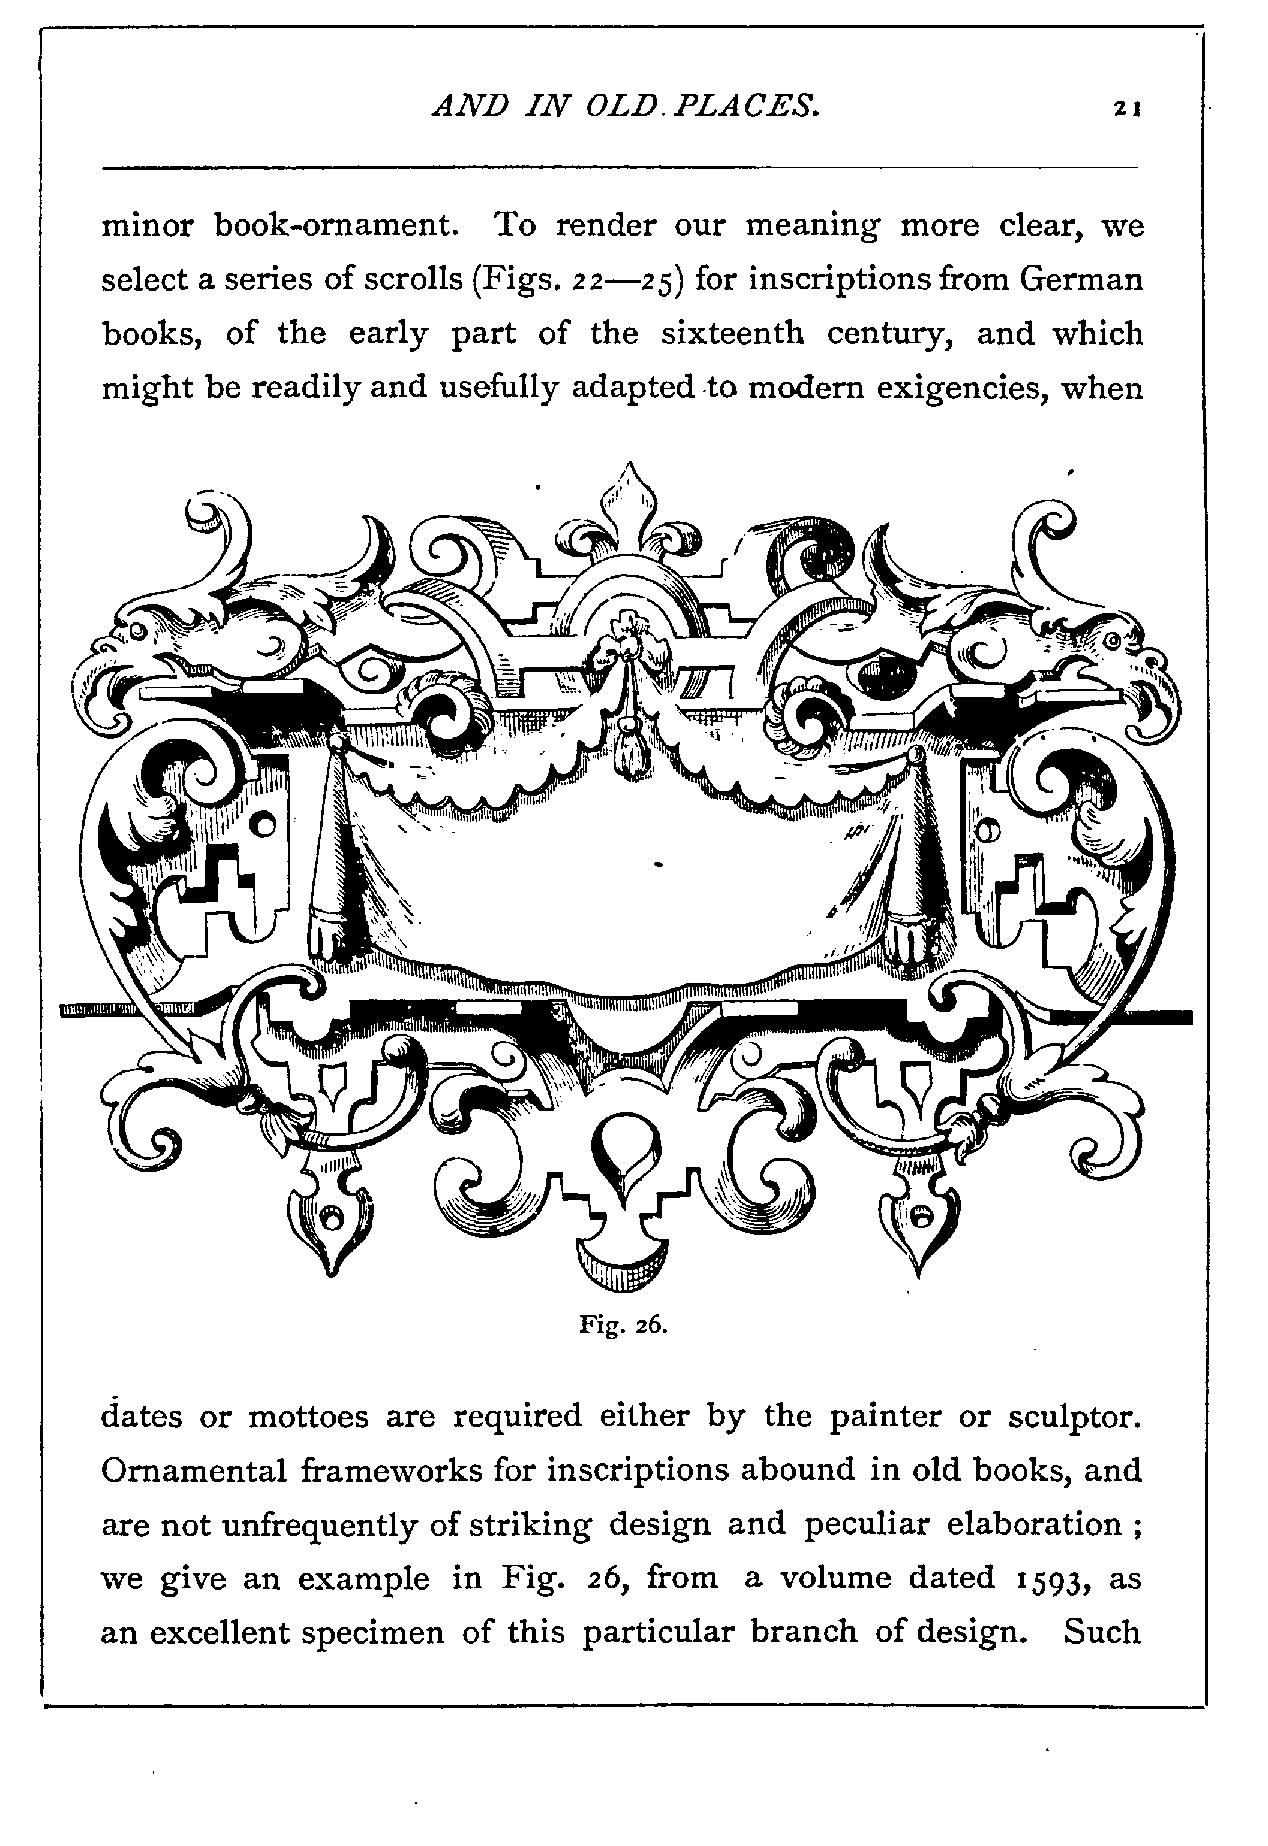 AND IN OLD PLACES. 21
minor book-ornament. To render our meaning more clear, we
select a series of scrolls (Figs. 22—25) for inscriptions from German
books, of the early part of the sixteenth century, and which
might be readily and usefully adapted to modern exigencies, when
Fig. 26.
dates or mottoes are required either by the painter or sculptor.
Ornamental frameworks for inscriptions abound in old books, and
are not unfrequently of striking design and peculiar elaboration ;
we give an example in Fig. 26, from a volume dated 1593, as
an excellent specimen of this particular branch of design. Such